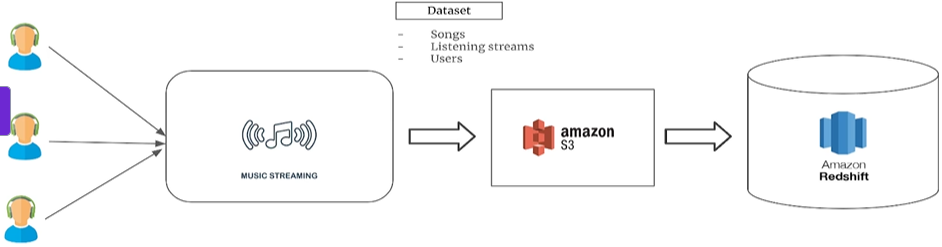 Dataset
- Songs
- Listening streams
- Users
MUSIC STREAMING
amazon
S3
Amazon
Redshift